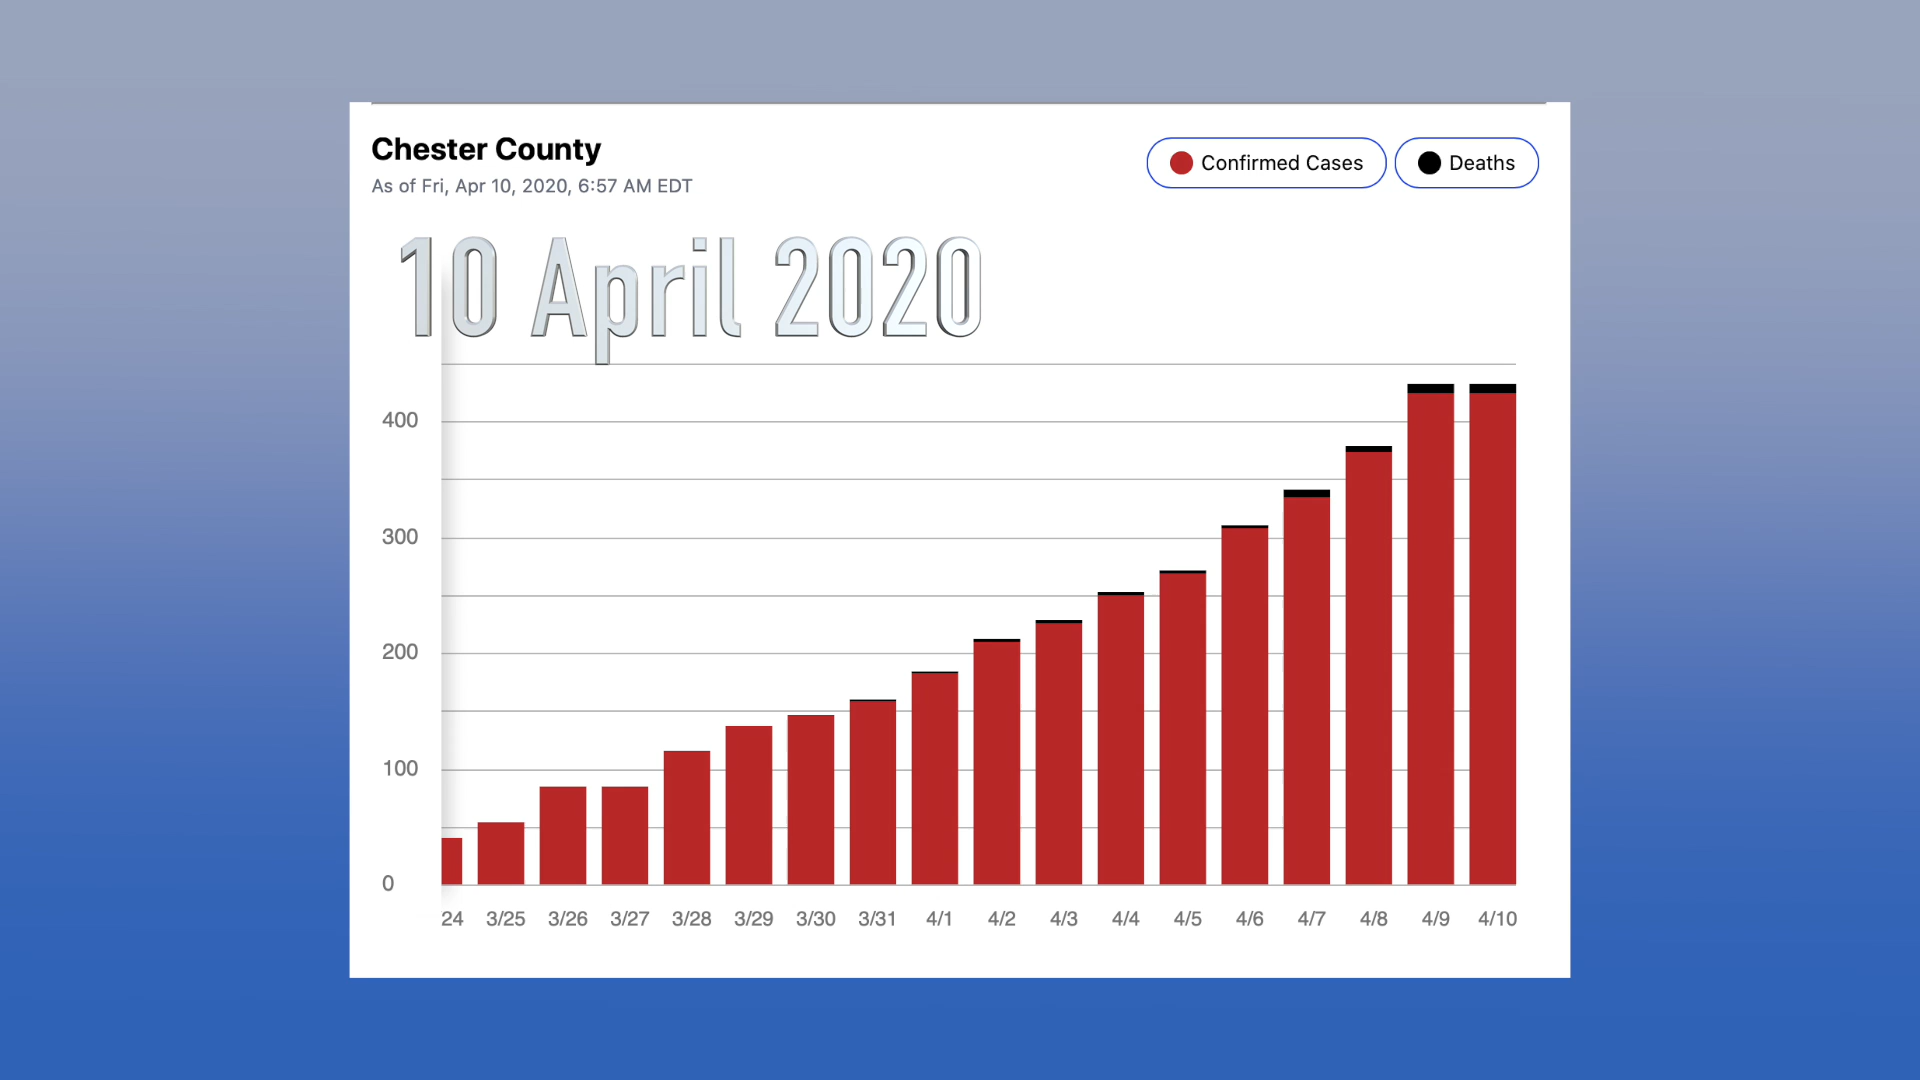 Chester County
As of Fri, Apr 10, 2020, 6:57 AM EDT
Confirmed Cases
Deaths
10 April 2020
400
300
200
100
0
24 3/25 3/26 3/27 3/28 3/29 3/30 3/31 4/1 4/2 4/3 4/4 4/5 4/6 4/7 4/8 4/9 4/10